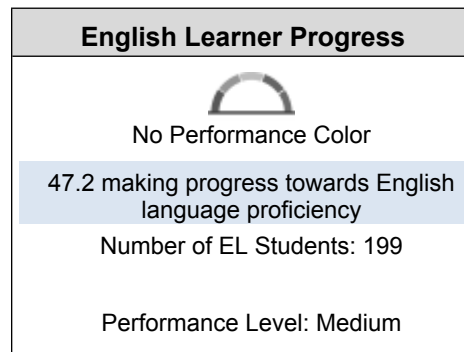 English Learner Progress
No Performance Color
47.2 making progress towards English
language proficiency
Number of EL Students: 199
Performance Level: Medium